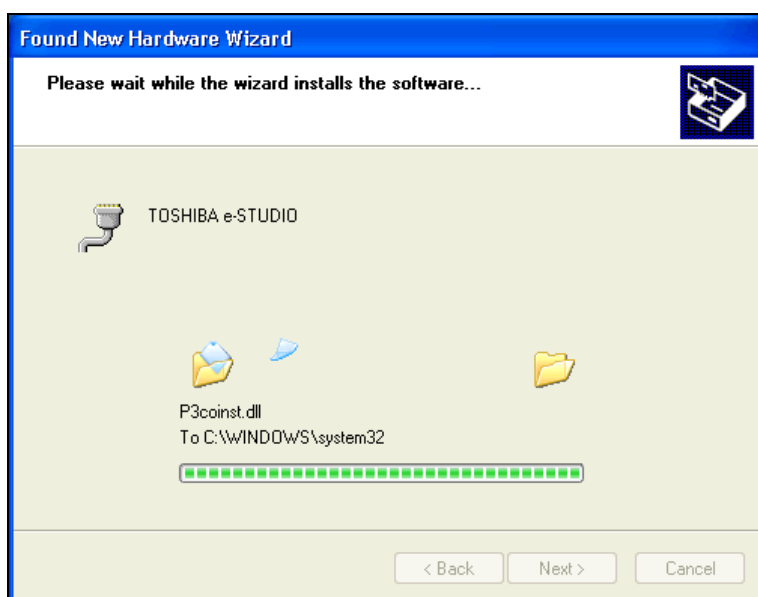 Found New Hardware Wizard
Please wait while the wizard installs the software...
TOSHIBA e-STUDIO
P3coinst.dll
To C:\WINDOWS\system32
< Back Next > Cancel